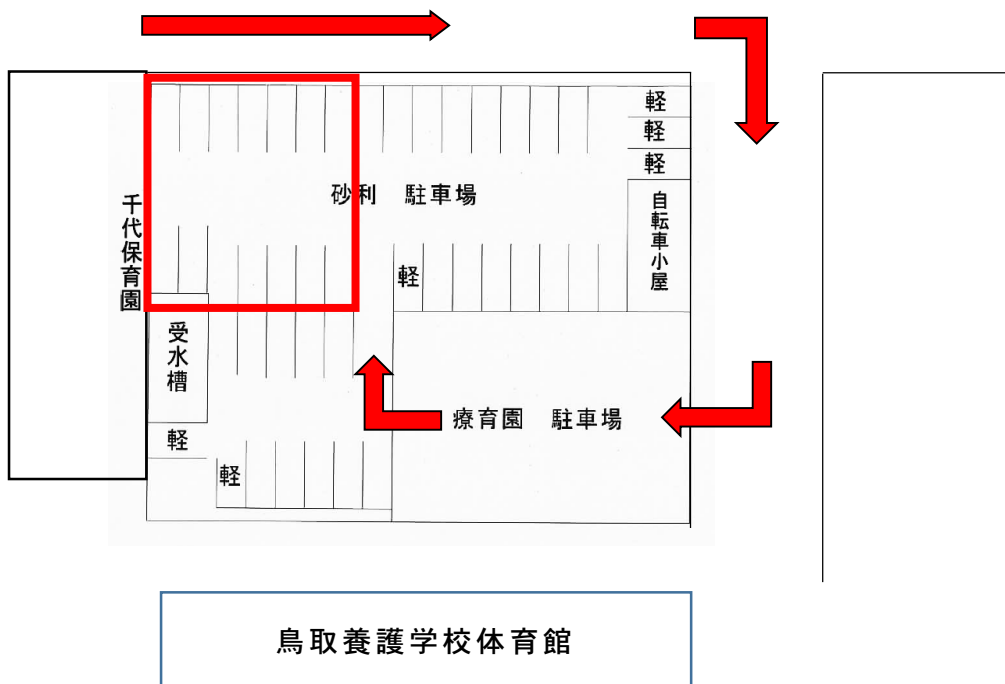 軽
軽
軽
千代保育園
砂利　駐車場
自転車小屋
軽
受水槽
療育園　駐車場
軽
軽
鳥取養護学校体育館